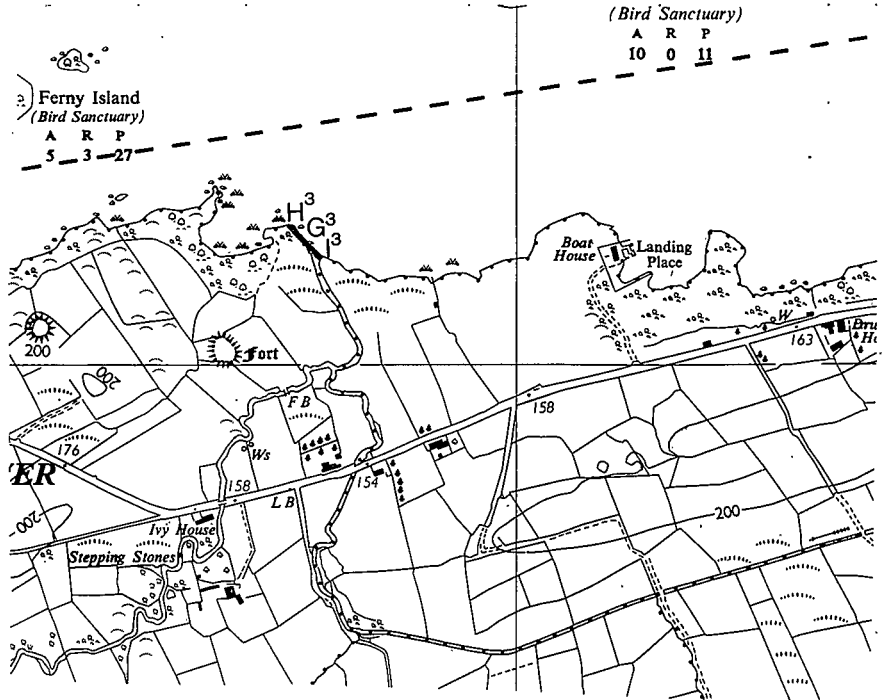 (Bird Sanctuary)
A R P
10 0 11
Ferny Island
(Bird Sanctuary)
A R P
5 3 27
H³
G³
I³
Boat
House
Landing
Place
W
163
200
Fort
200
158
F B
176
Ws
158
154
L B
200
200
Ivy House
Stepping Stones